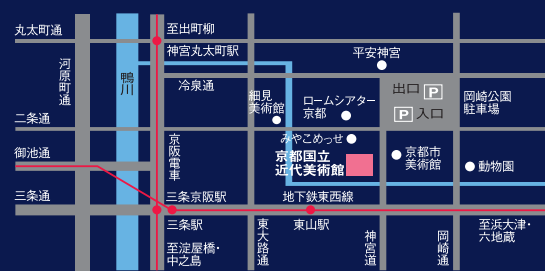 丸太町通
至出町柳
神宮丸太町駅
平安神宮
河原町通
鴨川
冷泉通
細見
美術館
ロームシアター
京都
出口 P
P 入口
岡崎公園
駐車場
二条通
京阪電車
みやこめっせ
御池通
京都国立
近代美術館
京都市
美術館
動物園
三条通
三条京阪駅
地下鉄東西線
三条駅
東大路通
東山駅
神宮道
岡崎通
至浜大津・
六地蔵
至淀屋橋・
中之島